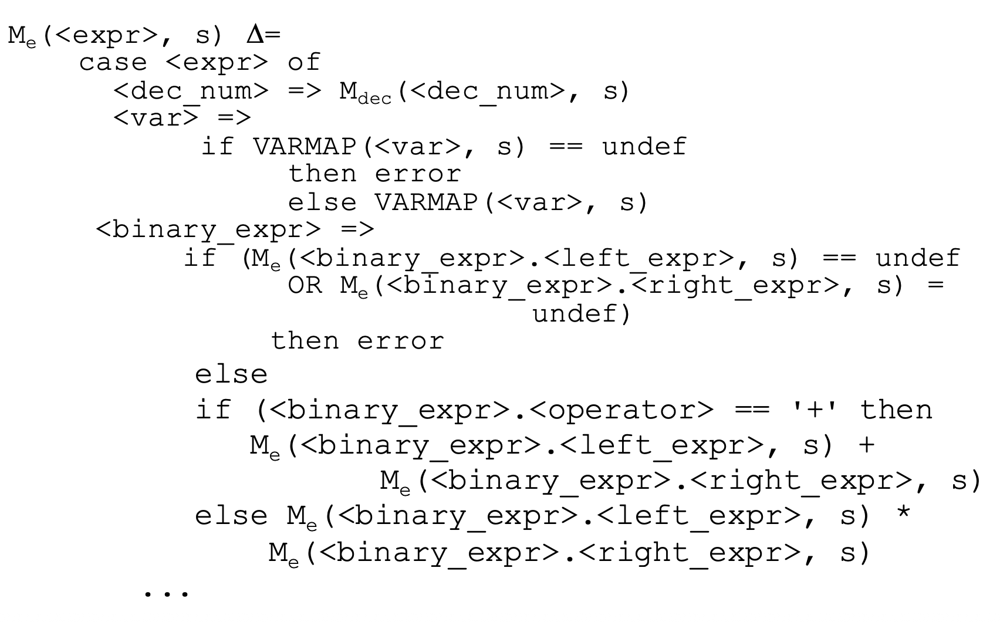 Me(<expr>, s) Δ=
case <expr> of
<dec_num> => Mdec(<dec_num>, s)
<var> =>
if VARMAP(<var>, s) == undef
then error
else VARMAP(<var>, s)
<binary_expr> =>
if (Me(<binary_expr>.<left_expr>, s) == undef
OR Me(<binary_expr>.<right_expr>, s) =
undef)
then error
else
if (<binary_expr>.<operator> == '+' then
Me(<binary_expr>.<left_expr>, s) +
Me(<binary_expr>.<right_expr>, s)
else Me(<binary_expr>.<left_expr>, s) *
Me(<binary_expr>.<right_expr>, s)
...